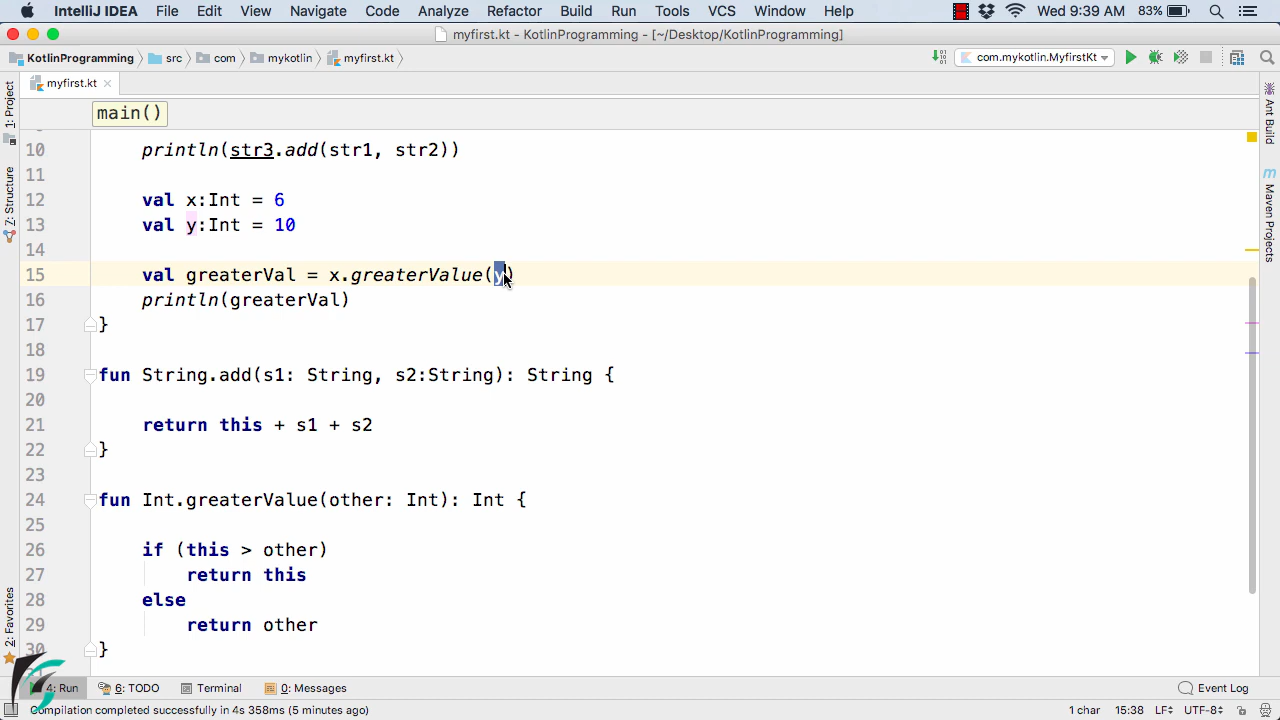 IntelliJ IDEA File Edit View Navigate Code Analyze Refactor Build Run Tools VCS Window Help Wed 9:39 AM 83%
myfirst.kt - KotlinProgramming - [~/Desktop/KotlinProgramming]
KotlinProgramming src com mykotlin myfirst.kt com.mykotlin.MyfirstKt
myfirst.kt
main()
10 println(str3.add(str1, str2))
11
12 val x:Int = 6
13 val y:Int = 10
14
15 val greaterVal = x.greaterValue(y)
16 println(greaterVal)
17 }
18
19 fun String.add(s1: String, s2:String): String {
20
21 return this + s1 + s2
22 }
23
24 fun Int.greaterValue(other: Int): Int {
25
26 if (this > other)
27 return this
28 else
29 return other
30 }
1: Project
7: Structure
2: Favorites
Ant Build
Maven Projects
4: Run 6: TODO Terminal 0: Messages Event Log
Compilation completed successfully in 4s 358ms (5 minutes ago) 1 char 15:38 LF UTF-8